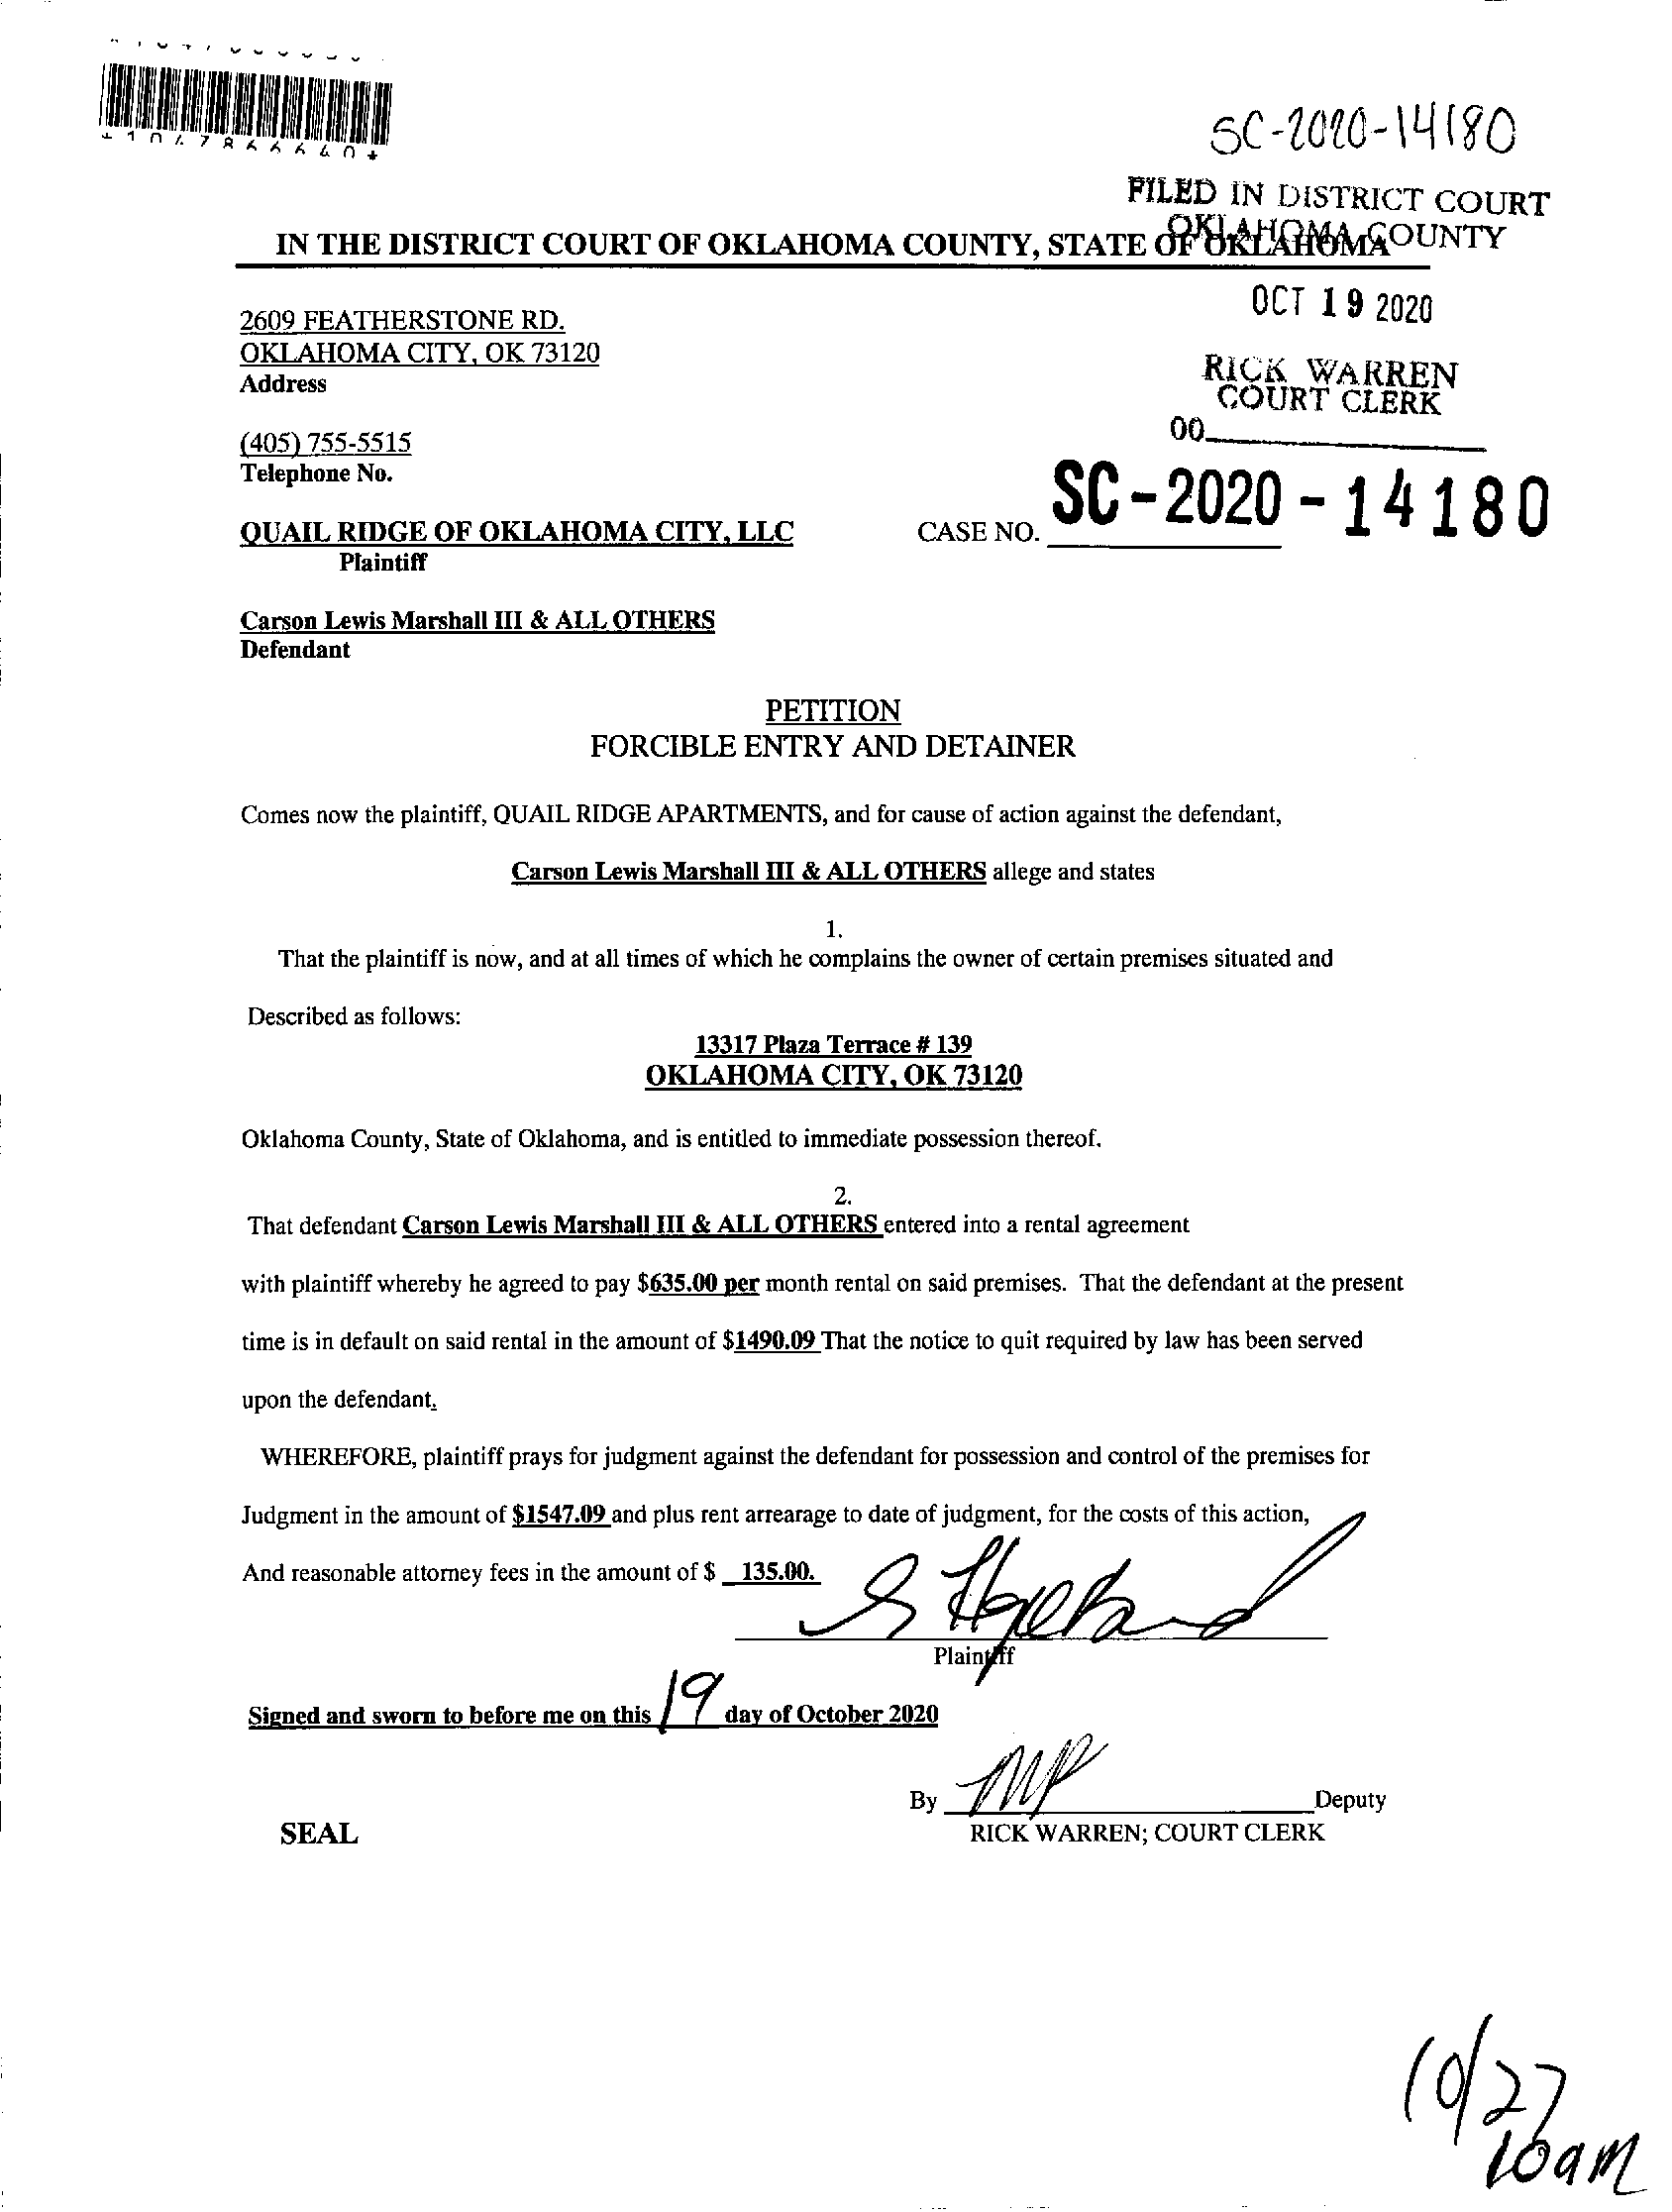 SC-2020-14180
FILED IN DISTRICT COURT
OKLAHOMA COUNTY
IN THE DISTRICT COURT OF OKLAHOMA COUNTY, STATE OF OKLAHOMA
OCT 19 2020
2609 FEATHERSTONE RD.
OKLAHOMA CITY, OK 73120
Address
RICK WARREN
COURT CLERK
00
(405) 755-5515
Telephone No.
SC-2020-14180
QUAIL RIDGE OF OKLAHOMA CITY, LLC CASE NO.
Plaintiff
Carson Lewis Marshall III & ALL OTHERS
Defendant
PETITION
FORCIBLE ENTRY AND DETAINER
Comes now the plaintiff, QUAIL RIDGE APARTMENTS, and for cause of action against the defendant,
Carson Lewis Marshall III & ALL OTHERS allege and states
1.
That the plaintiff is now, and at all times of which he complains the owner of certain premises situated and
Described as follows:
13317 Plaza Terrace # 139
OKLAHOMA CITY, OK 73120
Oklahoma County, State of Oklahoma, and is entitled to immediate possession thereof.
2.
That defendant Carson Lewis Marshall III & ALL OTHERS entered into a rental agreement
with plaintiff whereby he agreed to pay $635.00 per month rental on said premises. That the defendant at the present
time is in default on said rental in the amount of $1490.09 That the notice to quit required by law has been served
upon the defendant.
WHEREFORE, plaintiff prays for judgment against the defendant for possession and control of the premises for
Judgment in the amount of $1547.09 and plus rent arrearage to date of judgment, for the costs of this action,
And reasonable attorney fees in the amount of $ 135.00.
Plaintiff
Signed and sworn to before me on this 19 day of October 2020
By MP Deputy
SEAL
RICK WARREN; COURT CLERK
10/27
10am